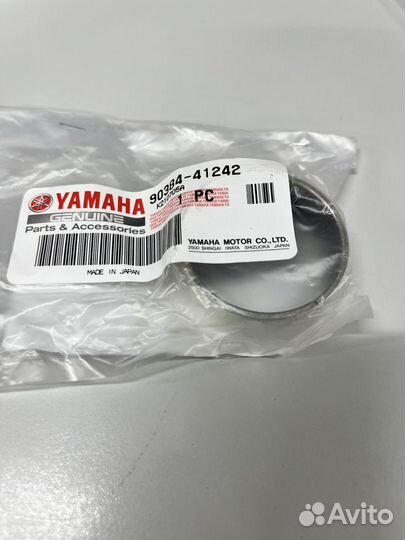 YAMAHA
GENUINE
Parts & Accessories
MADE IN JAPAN
90384-41242
1 PC
YAMAHA MOTOR CO.,LTD.
2500 SHINGAI IWATA SHIZUOKA JAPAN
Avito